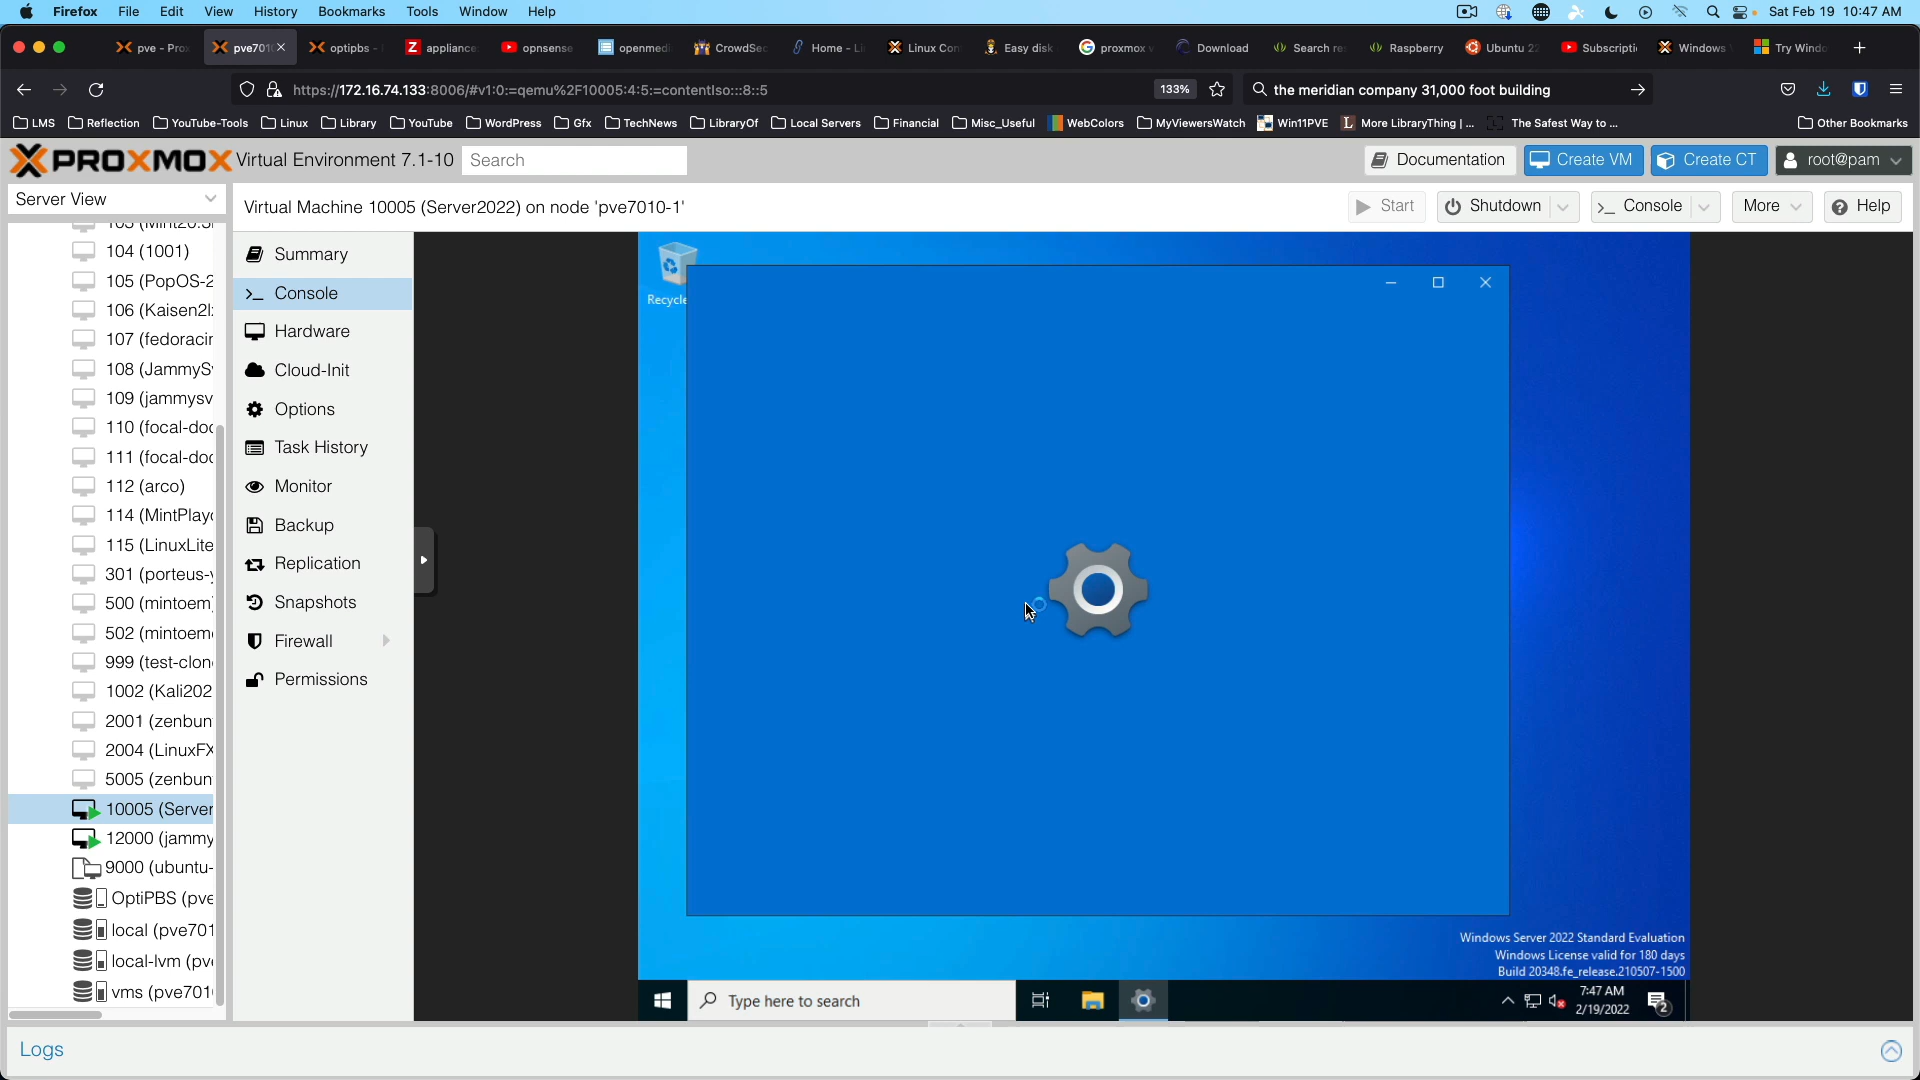 Firefox File Edit View History Bookmarks Tools Window Help Sat Feb 19 10:47 AM
pve - Pro pve701 optipbs - appliance opnsense openmedi CrowdSec Home - Li Linux Con Easy disk proxmox v Download Search re Raspberry Ubuntu 22 Subscripti Windows Try Windo
https://172.16.74.133:8006/#v1:0:=qemu%2F10005:4:5:=contentIso:::8::5 133% the meridian company 31,000 foot building
LMS Reflection YouTube-Tools Linux Library YouTube WordPress Gfx TechNews LibraryOf Local Servers Financial Misc_Useful WebColors MyViewersWatch Win11PVE More LibraryThing | ... The Safest Way to ... Other Bookmarks
PROXMOX Virtual Environment 7.1-10 Search Documentation Create VM Create CT root@pam
Server View
Virtual Machine 10005 (Server2022) on node 'pve7010-1' Start Shutdown Console More Help
104 (1001)
105 (PopOS-2
106 (Kaisen2l
107 (fedoracin
108 (JammySv
109 (jammysv
110 (focal-doc
111 (focal-doc
112 (arco)
114 (MintPlay
115 (LinuxLite
301 (porteus-
500 (mintoem
502 (mintoem
999 (test-clon
1002 (Kali202
2001 (zenbun
2004 (LinuxFX
5005 (zenbun
10005 (Server
12000 (jammy
9000 (ubuntu-
OptiPBS (pve
local (pve701
local-lvm (pve
vms (pve701
Summary
Console
Hardware
Cloud-Init
Options
Task History
Monitor
Backup
Replication
Snapshots
Firewall
Permissions
Recycle
Windows Server 2022 Standard Evaluation
Windows License valid for 180 days
Build 20348.fe_release.210507-1500
Type here to search
7:47 AM
2/19/2022
2
Logs